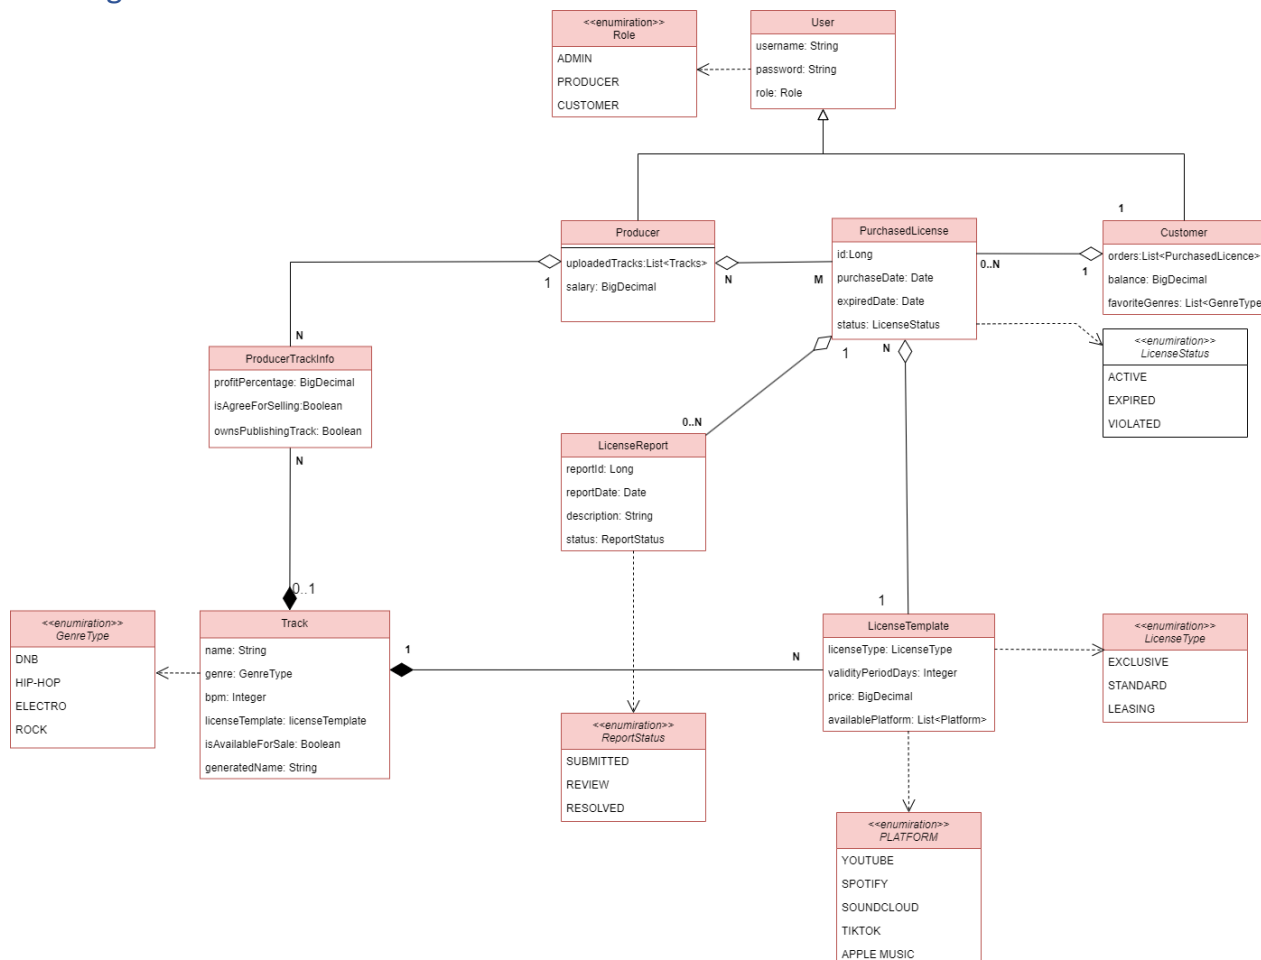 <<enumiration>>
Role
ADMIN
PRODUCER
CUSTOMER
User
username: String
password: String
role: Role
Producer
uploadedTracks:List<Tracks>
salary: BigDecimal
PurchasedLicense
id:Long
purchaseDate: Date
expiredDate: Date
status: LicenseStatus
1
Customer
orders:List<PurchasedLicence>
balance: BigDecimal
favoriteGenres: List<GenreType
1
N
M
0..N
1
<<enumiration>>
LicenseStatus
ACTIVE
EXPIRED
VIOLATED
N
1
N
ProducerTrackInfo
profitPercentage: BigDecimal
isAgreeForSelling:Boolean
ownsPublishingTrack: Boolean
N
0..N
LicenseReport
reportId: Long
reportDate: Date
description: String
status: ReportStatus
0..1
1
<<enumiration>>
GenreType
DNB
HIP-HOP
ELECTRO
ROCK
Track
name: String
genre: GenreType
bpm: Integer
licenseTemplate: licenseTemplate
isAvailableForSale: Boolean
generatedName: String
1
N
LicenseTemplate
licenseType: LicenseType
validityPeriodDays: Integer
price: BigDecimal
availablePlatform: List<Platform>
<<enumiration>>
LicenseType
EXCLUSIVE
STANDARD
LEASING
<<enumiration>>
ReportStatus
SUBMITTED
REVIEW
RESOLVED
<<enumiration>>
PLATFORM
YOUTUBE
SPOTIFY
SOUNDCLOUD
TIKTOK
APPLE MUSIC